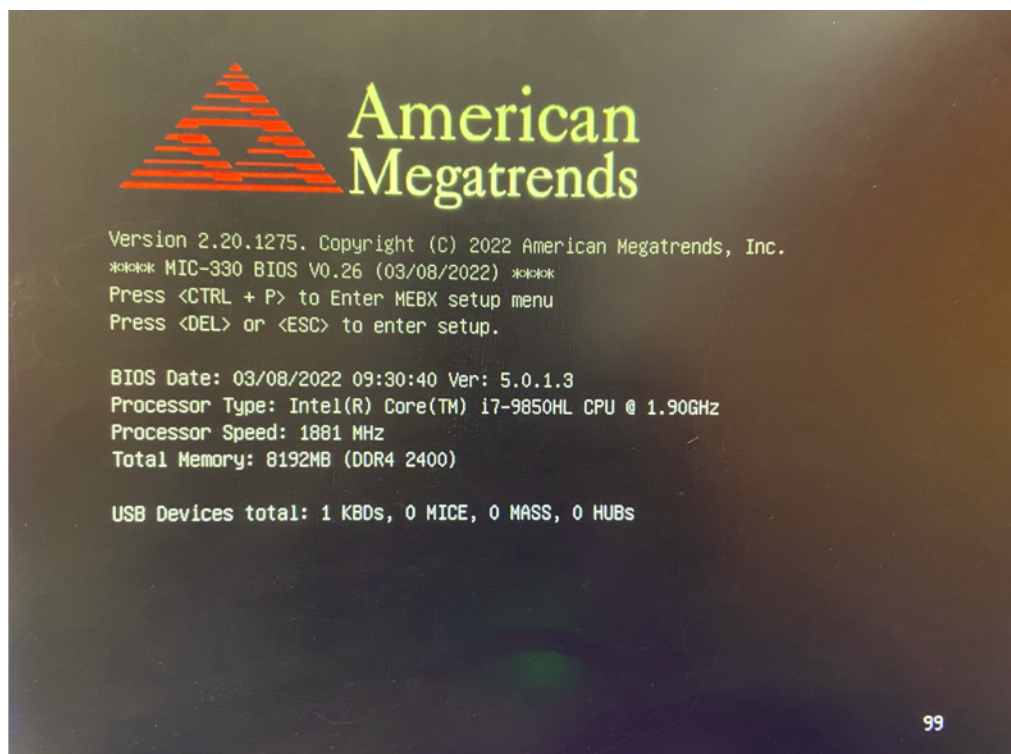 American
Megatrends
Version 2.20.1275. Copyright (C) 2022 American Megatrends, Inc.
**** MIC-330 BIOS V0.26 (03/08/2022) ****
Press <CTRL + P> to Enter MEBX setup menu
Press <DEL> or <ESC> to enter setup.
BIOS Date: 03/08/2022 09:30:40 Ver: 5.0.1.3
Processor Type: Intel(R) Core(TM) i7-9850HL CPU @ 1.90GHz
Processor Speed: 1881 MHz
Total Memory: 8192MB (DDR4 2400)
USB Devices total: 1 KBDs, 0 MICE, 0 MASS, 0 HUBs
99